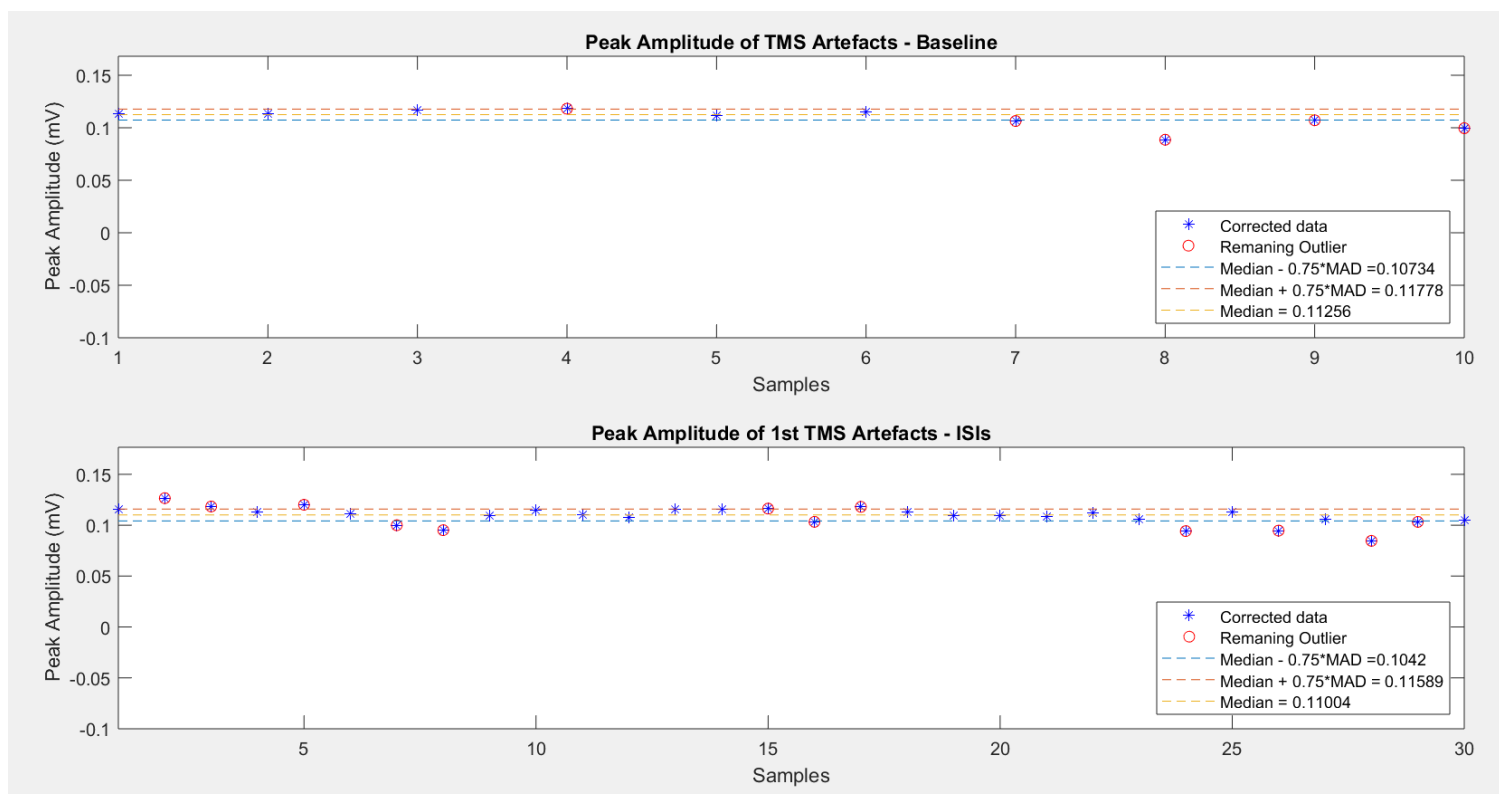 Peak Amplitude of TMS Artefacts - Baseline
Peak Amplitude (mV)
0.15
0.1
0.05
0
-0.05
-0.1
1 2 3 4 5 6 7 8 9 10
Samples
Corrected data
Remaning Outlier
Median - 0.75*MAD =0.10734
Median + 0.75*MAD = 0.11778
Median = 0.11256
Peak Amplitude of 1st TMS Artefacts - ISIs
Peak Amplitude (mV)
0.15
0.1
0.05
0
-0.05
-0.1
5 10 15 20 25 30
Samples
Corrected data
Remaning Outlier
Median - 0.75*MAD =0.1042
Median + 0.75*MAD = 0.11589
Median = 0.11004